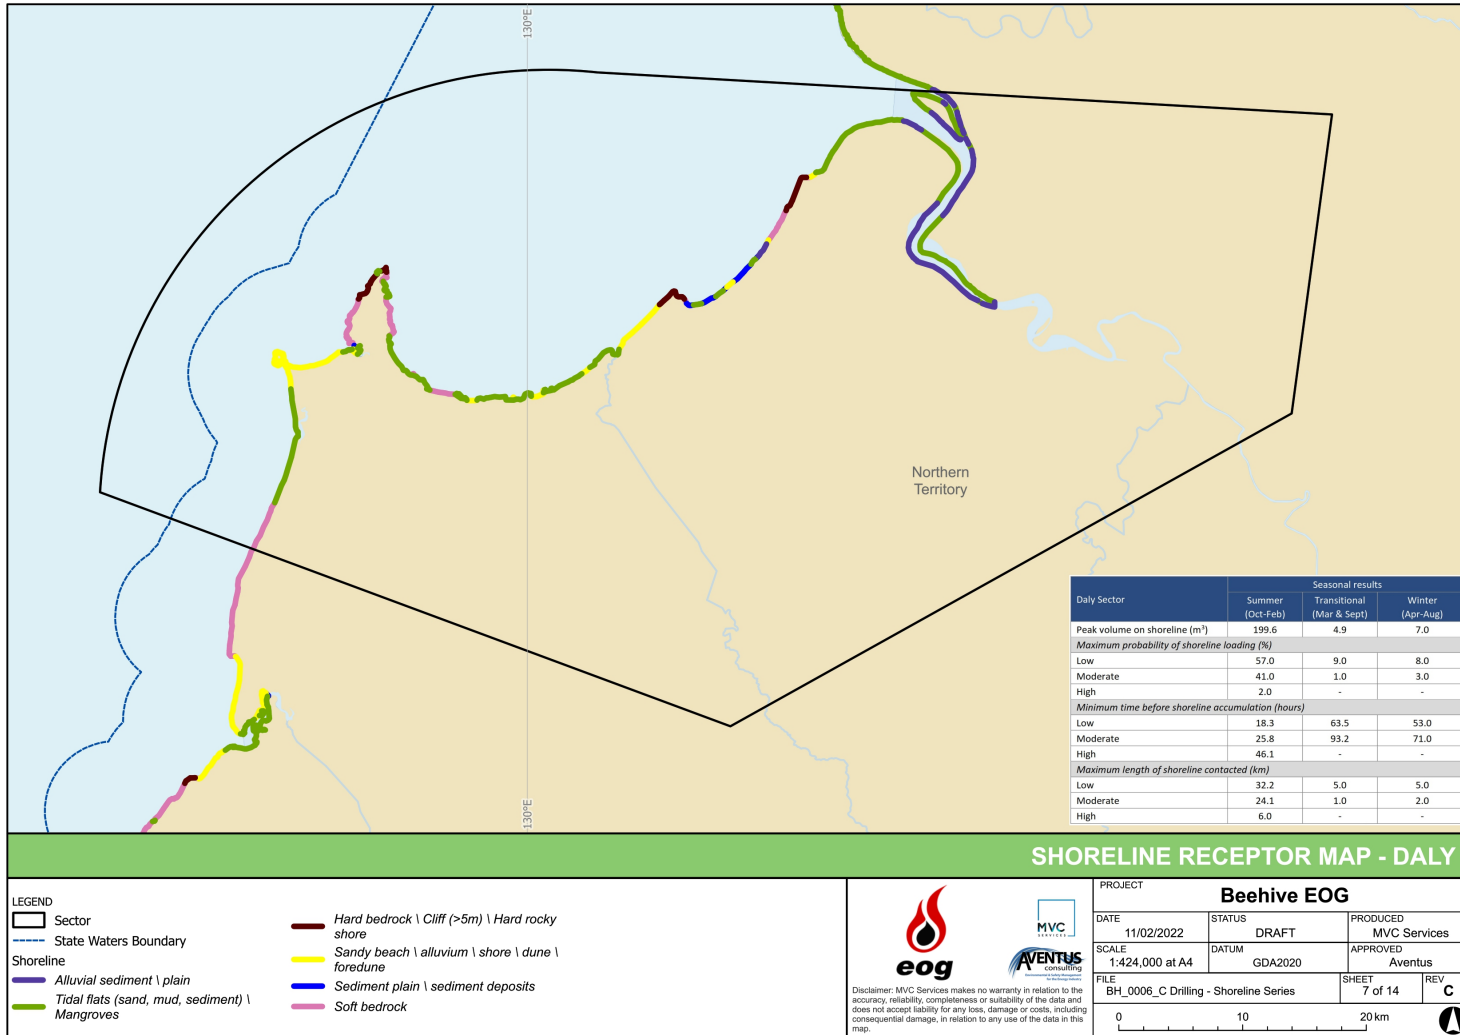 130°E
Northern
Territory
130°E
Daly Sector
Seasonal results
Summer
(Oct-Feb)
Transitional
(Mar & Sept)
Winter
(Apr-Aug)
Peak volume on shoreline (m³) 199.6 4.9 7.0
Maximum probability of shoreline loading (%)
Low 57.0 9.0 8.0
Moderate 41.0 1.0 3.0
High 2.0 - -
Minimum time before shoreline accumulation (hours)
Low 18.3 63.5 53.0
Moderate 25.8 93.2 71.0
High 46.1 - -
Maximum length of shoreline contacted (km)
Low 32.2 5.0 5.0
Moderate 24.1 1.0 2.0
High 6.0 - -
SHORELINE RECEPTOR MAP - DALY
LEGEND
Sector
State Waters Boundary
Shoreline
Alluvial sediment \ plain
Tidal flats (sand, mud, sediment) \
Mangroves
Hard bedrock \ Cliff (>5m) \ Hard rocky
shore
Sandy beach \ alluvium \ shore \ dune \
foredune
Sediment plain \ sediment deposits
Soft bedrock
eog
MVC
SERVICES
AVENTUS
consulting
Disclaimer: MVC Services makes no warranty in relation to the
accuracy, reliability, completeness or suitability of the data and
does not accept liability for any loss, damage or costs, including
consequential damage, in relation to any use of the data in this
map.
PROJECT
Beehive EOG
DATE
11/02/2022
STATUS
DRAFT
PRODUCED
MVC Services
SCALE
1:424,000 at A4
DATUM
GDA2020
APPROVED
Aventus
FILE
BH_0006_C Drilling - Shoreline Series
SHEET
7 of 14
REV
C
0 10 20 km